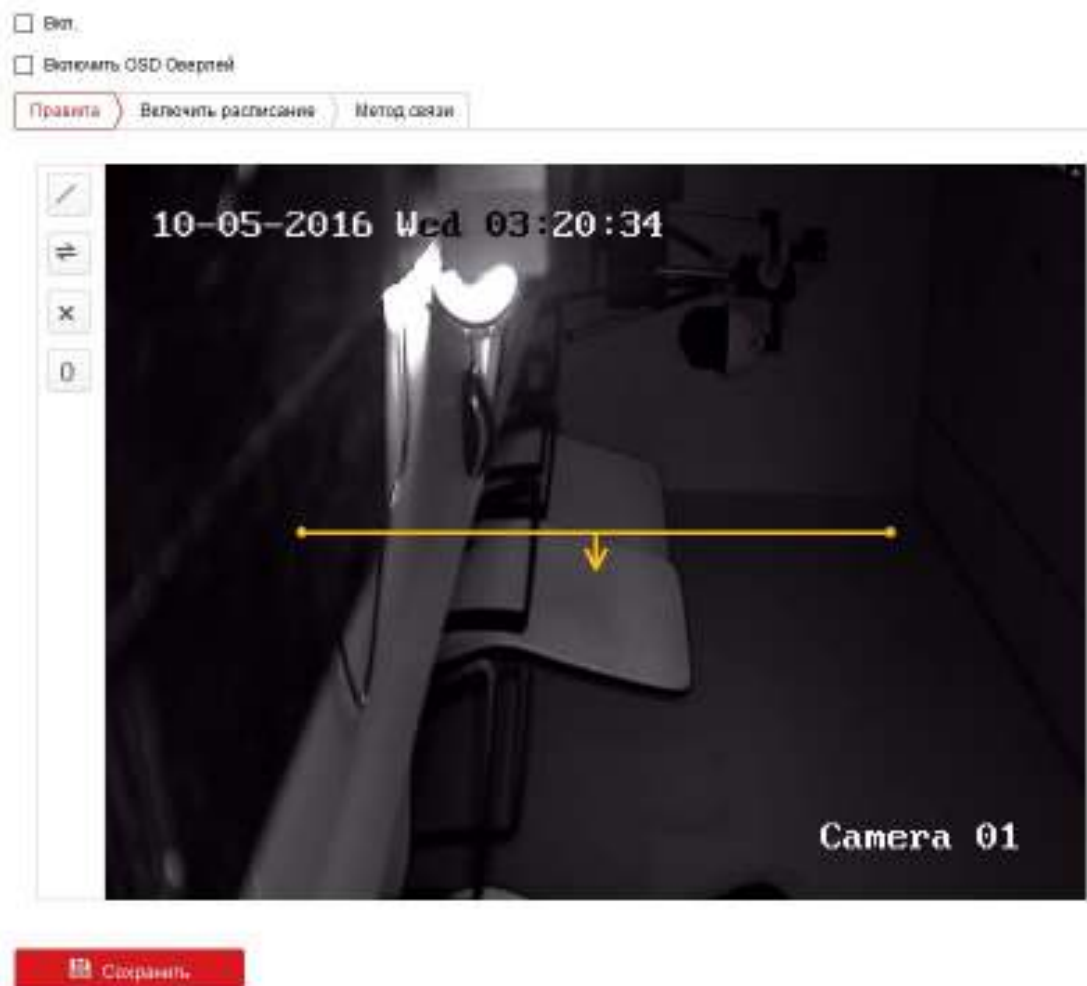 Вкл.
Включить OSD Оверлей
Правила
Включить расписание
Метод связи
10-05-2016 Wed 03:20:34
0
Camera 01
Сохранить